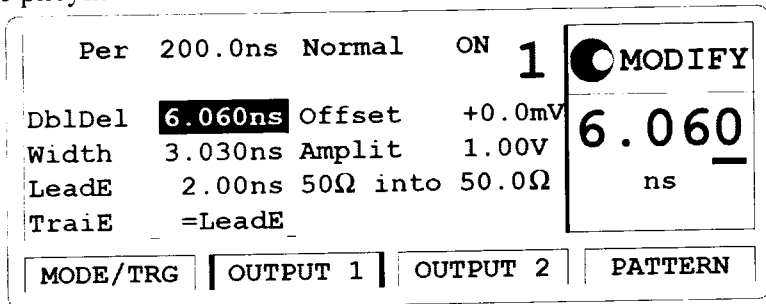 Per 200.0ns Normal ON 1 MODIFY
DblDel 6.060ns Offset +0.0mV 6.060
Width 3.030ns Amplit 1.00V
LeadE 2.00ns 50Ω into 50.0Ω ns
TraiE =LeadE
MODE/TRG OUTPUT 1 OUTPUT 2 PATTERN